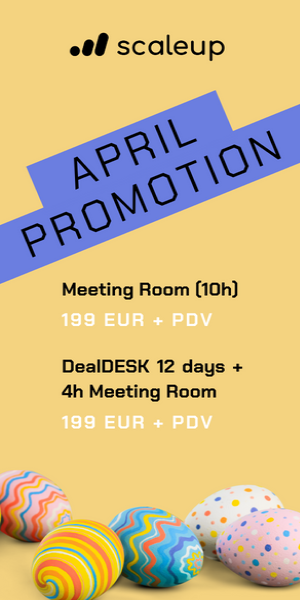 scaleup
APRIL
PROMOTION
Meeting Room (10h)
199 EUR + PDV
DealDESK 12 days +
4h Meeting Room
199 EUR + PDV